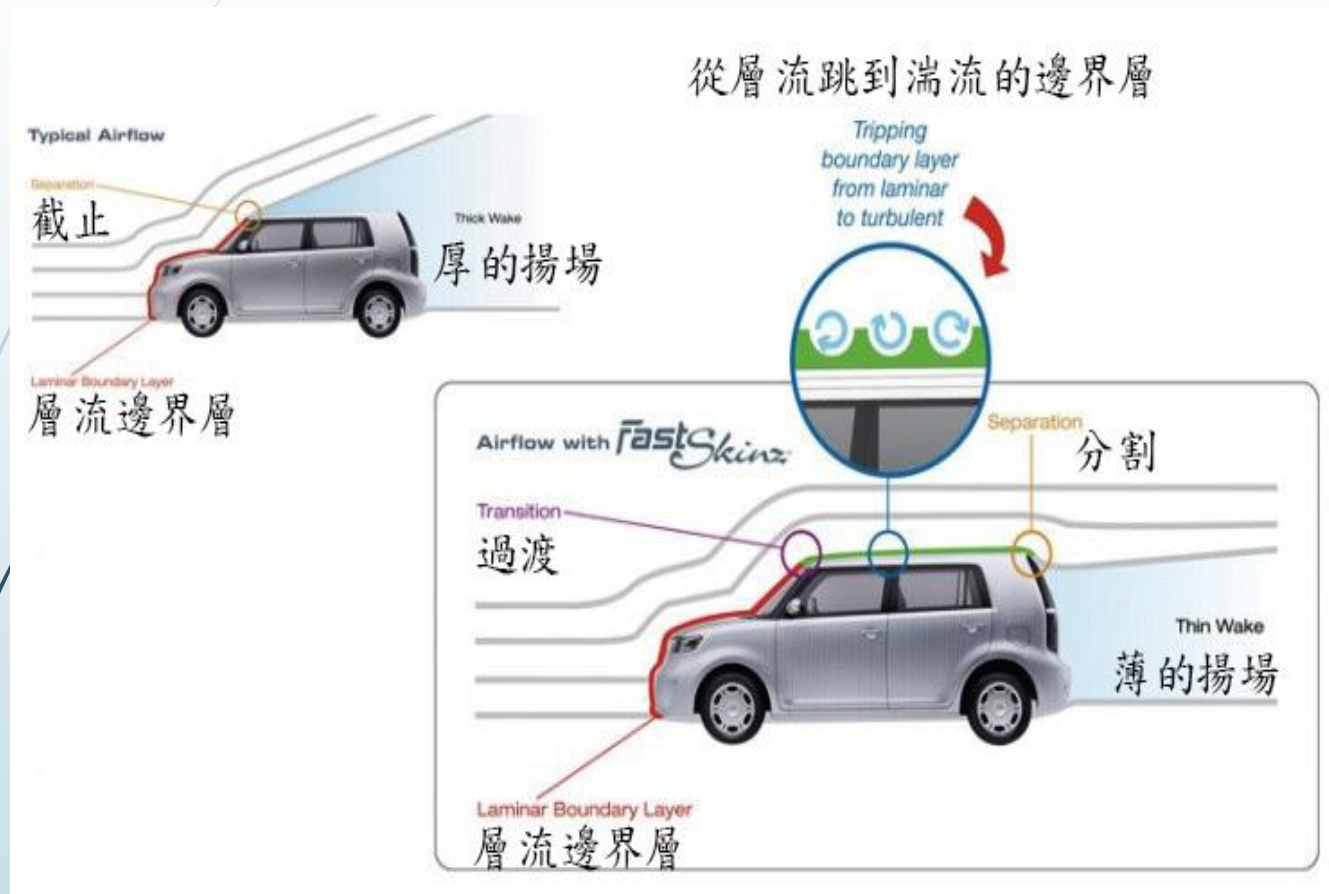 從層流跳到湍流的邊界層
Typical Airflow
Separation
截止
Thick Wake
厚的揚場
Laminar Boundary Layer
層流邊界層
Tripping
boundary layer
from laminar
to turbulent
Airflow with FastSkinz
Separation
分割
Transition
過渡
Thin Wake
薄的揚場
Laminar Boundary Layer
層流邊界層